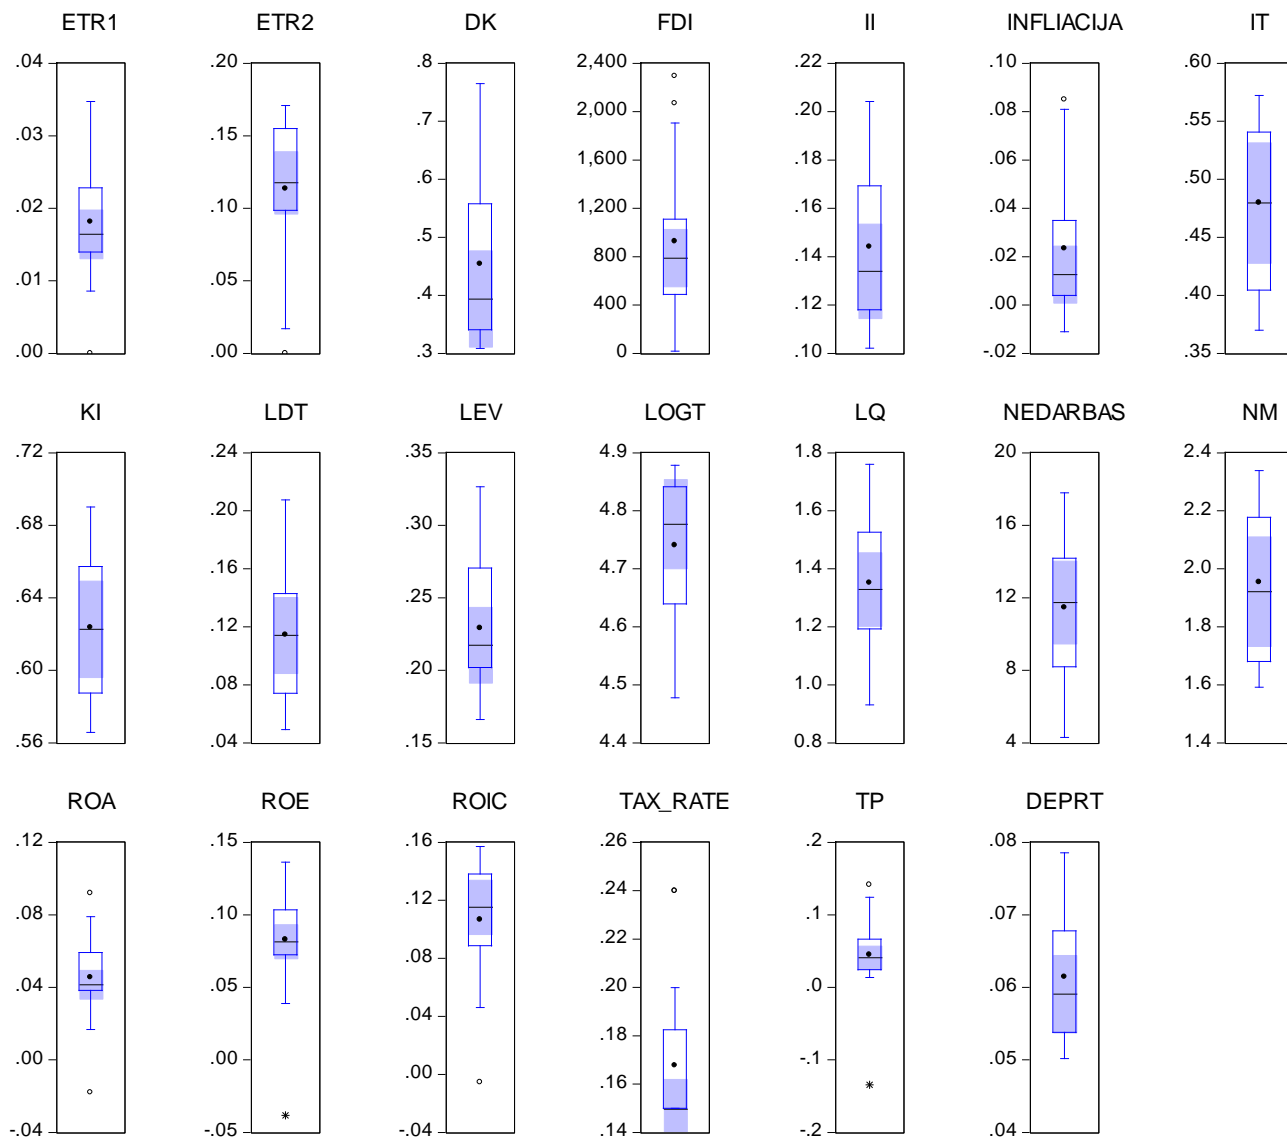 ETR1 ETR2 DK FDI II INFLIACIJA IT
.04 .20 .8 2,400 .22 .10 .60
.7 2,000 .20 .08 .55
.03 .15
.6 1,600 .18 .06 .50
.02 .10 .5 1,200 .04
.16 .45
800 .02
.01 .05 .4 .14
400 .12 .00 .40
.00 .00 .3 0 .10 -.02 .35
KI LDT LEV LOGT LQ NEDARBAS NM
.72 .24 .35 4.9 1.8 20 2.4
.20 4.8 1.6 16 2.2
.68 .30
.16 1.4 2.0
.64 .25 4.7 12
.12 4.6 1.2 1.8
.60 .08 .20 4.5 1.0 8 1.6
.56 .04 .15 4.4 0.8 4 1.4
ROA ROE ROIC TAX_RATE TP DEPRT
.12 .15 .16 .26 .2 .08
.12 .24
.08 .10 .22 .1 .07
.08 .20
.04 .05 .0 .06
.04 .18
.00 .00 .00 .16 -.1 .05
-.04 -.05 -.04 .14 -.2 .04